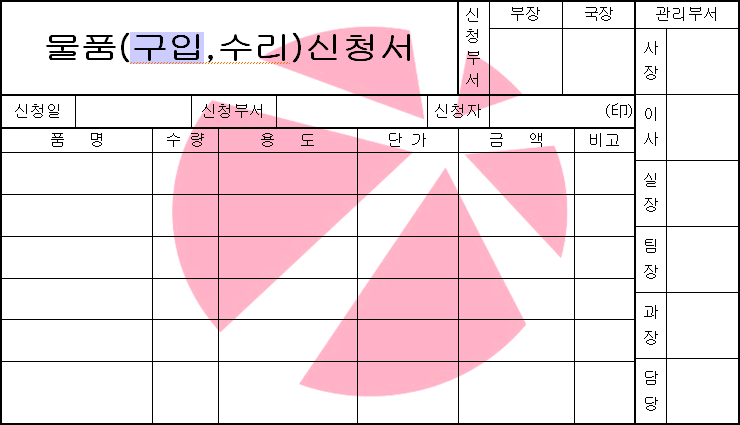 물품(구입,수리)신청서
신청부서
부장 국장
관리부서
사장
신청일 신청부서 신청자 (印)
이사
품 명 수 량 용 도 단 가 금 액 비고
실장
팀장
과장
담당